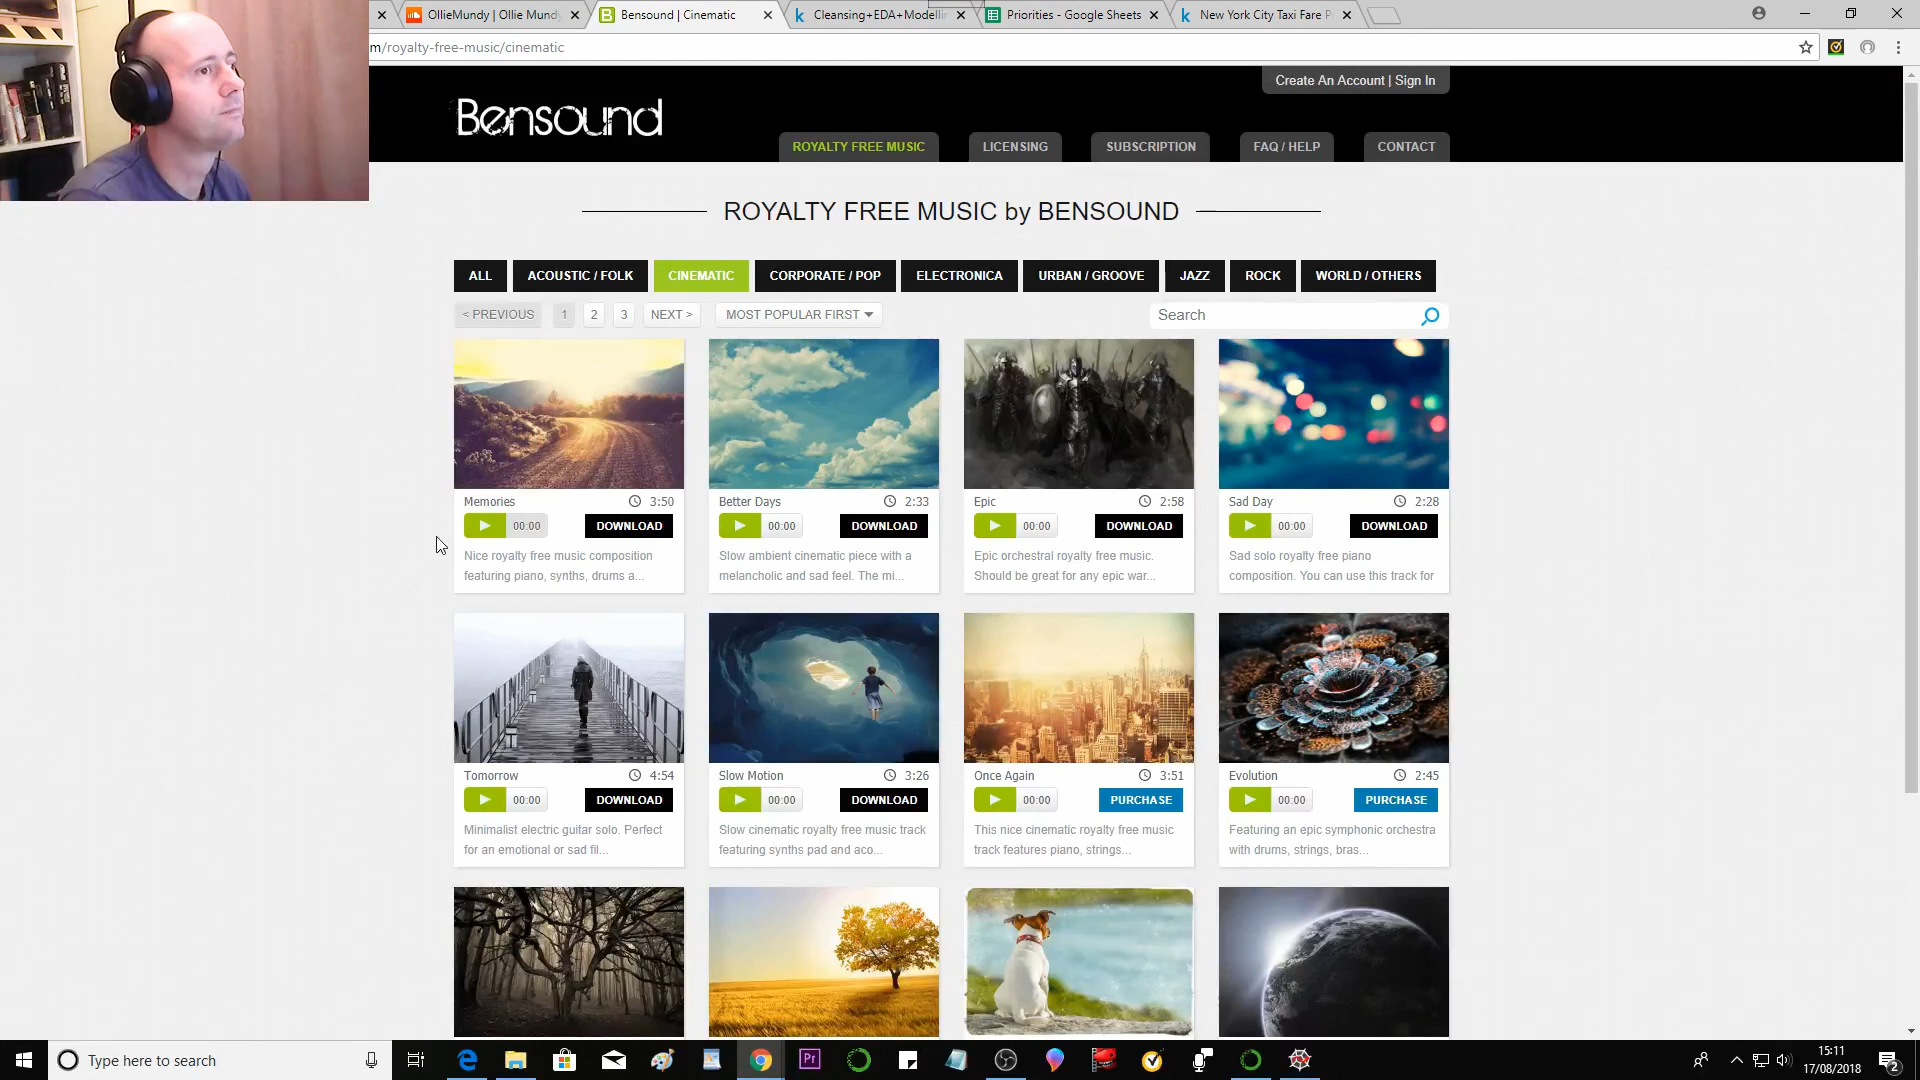 OllieMundy | Ollie Mund
Bensound | Cinematic
Cleansing+EDA+Modellin
Priorities - Google Sheets
New York City Taxi Fare P
m/royalty-free-music/cinematic
Create An Account | Sign In
Bensound
ROYALTY FREE MUSIC
LICENSING
SUBSCRIPTION
FAQ / HELP
CONTACT
ROYALTY FREE MUSIC by BENSOUND
ALL
ACOUSTIC / FOLK
CINEMATIC
CORPORATE / POP
ELECTRONICA
URBAN / GROOVE
JAZZ
ROCK
WORLD / OTHERS
< PREVIOUS
1
2
3
NEXT >
MOST POPULAR FIRST
Search
Memories 3:50
00:00 DOWNLOAD
Nice royalty free music composition
featuring piano, synths, drums a...
Better Days 2:33
00:00 DOWNLOAD
Slow ambient cinematic piece with a
melancholic and sad feel. The mi...
Epic 2:58
00:00 DOWNLOAD
Epic orchestral royalty free music.
Should be great for any epic war...
Sad Day 2:28
00:00 DOWNLOAD
Sad solo royalty free piano
composition. You can use this track for
Tomorrow 4:54
00:00 DOWNLOAD
Minimalist electric guitar solo. Perfect
for an emotional or sad fil...
Slow Motion 3:26
00:00 DOWNLOAD
Slow cinematic royalty free music track
featuring synths pad and aco...
Once Again 3:51
00:00 PURCHASE
This nice cinematic royalty free music
track features piano, strings...
Evolution 2:45
00:00 PURCHASE
Featuring an epic symphonic orchestra
with drums, strings, bras...
Type here to search
Pr
15:11
17/08/2018
2